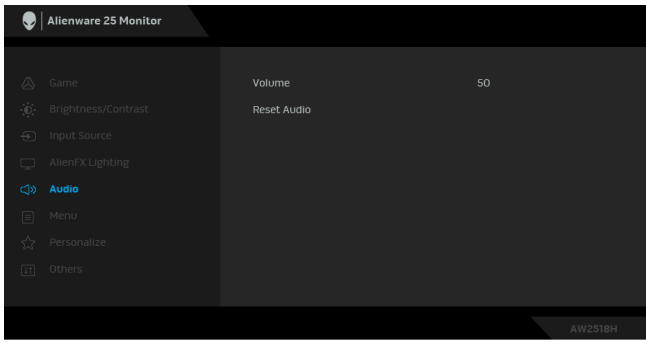 Alienware 25 Monitor
Game
Volume 50
Brightness/Contrast
Reset Audio
Input Source
AlienFX Lighting
Audio
Menu
Personalize
Others
AW2518H